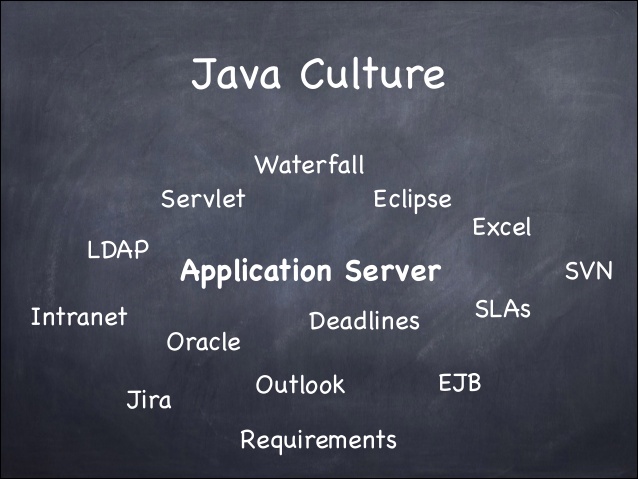 Java Culture
Waterfall
Servlet
Eclipse
Excel
LDAP
Application Server
SVN
Intranet
Deadlines
SLAs
Oracle
Jira
Outlook
EJB
Requirements